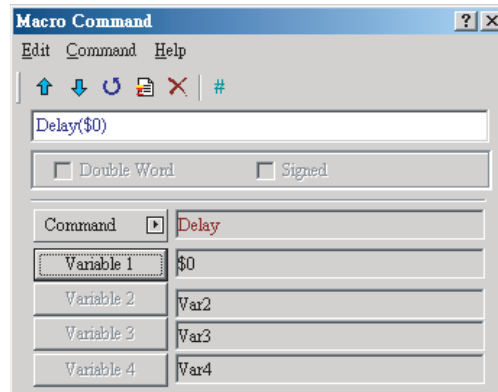 Macro Command
Edit Command Help
#
Delay($0)
Double Word Signed
Command Delay
Variable 1 $0
Variable 2 Var2
Variable 3 Var3
Variable 4 Var4